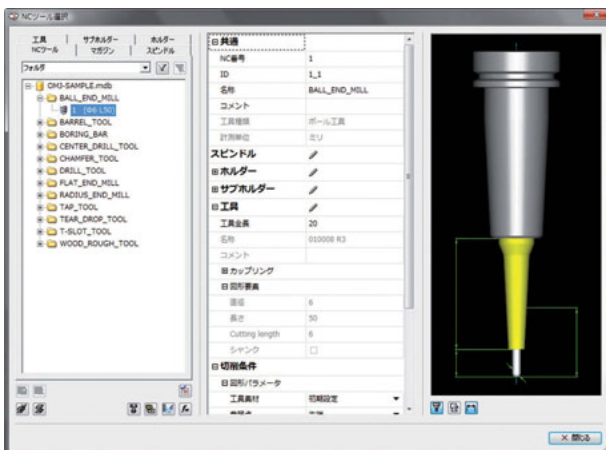 NCツール選択
工具 サブホルダー ホルダー
NCツール マガジン スピンドル
フォルダ
OMJ-SAMPLE.mdb
BALL_END_MILL
1 [Φ6 L50]
BARREL_TOOL
BORING_BAR
CENTER_DRILL_TOOL
CHAMFER_TOOL
DRILL_TOOL
FLAT_END_MILL
RADIUS_END_MILL
TAP_TOOL
TEAR_DROP_TOOL
T-SLOT_TOOL
WOOD_ROUGH_TOOL
共通
NC番号 1
ID 1_1
名称 BALL_END_MILL
コメント
工具種類 ボール工具
計測単位 ミリ
スピンドル
ホルダー
サブホルダー
工具
工具全長 20
名称 010008 R3
コメント
カップリング
図形要素
直径 6
長さ 50
Cutting length 6
シャンク
切削条件
図形パラメータ
工具素材 初期設定
閉じる